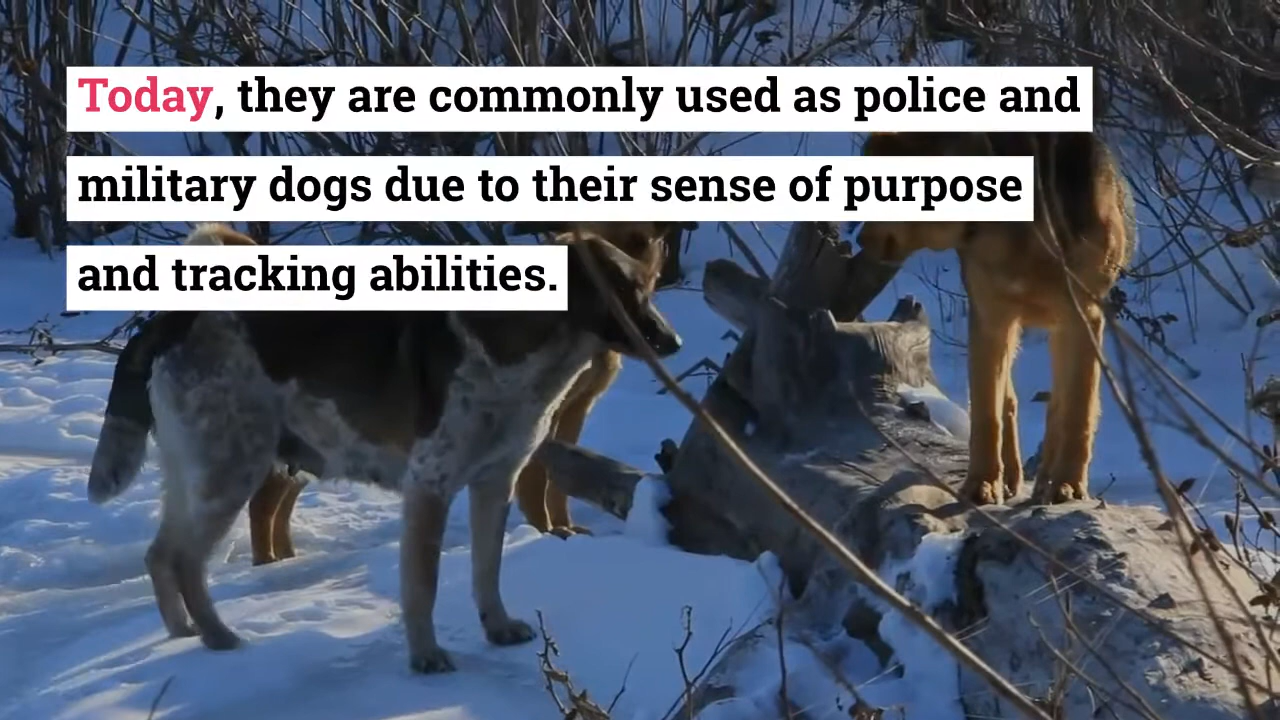 Today, they are commonly used as police and
military dogs due to their sense of purpose
and tracking abilities.